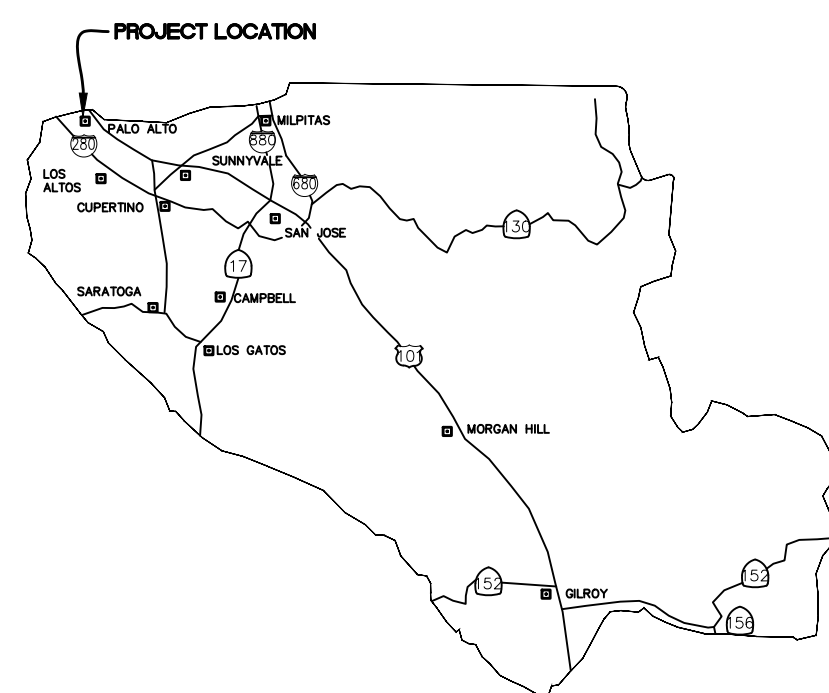 PROJECT LOCATION
PALO ALTO
MILPITAS
280
880
SUNNYVALE
LOS
ALTOS
680
CUPERTINO
130
SAN JOSE
17
SARATOGA
CAMPBELL
LOS GATOS
101
MORGAN HILL
152
GILROY
152
156